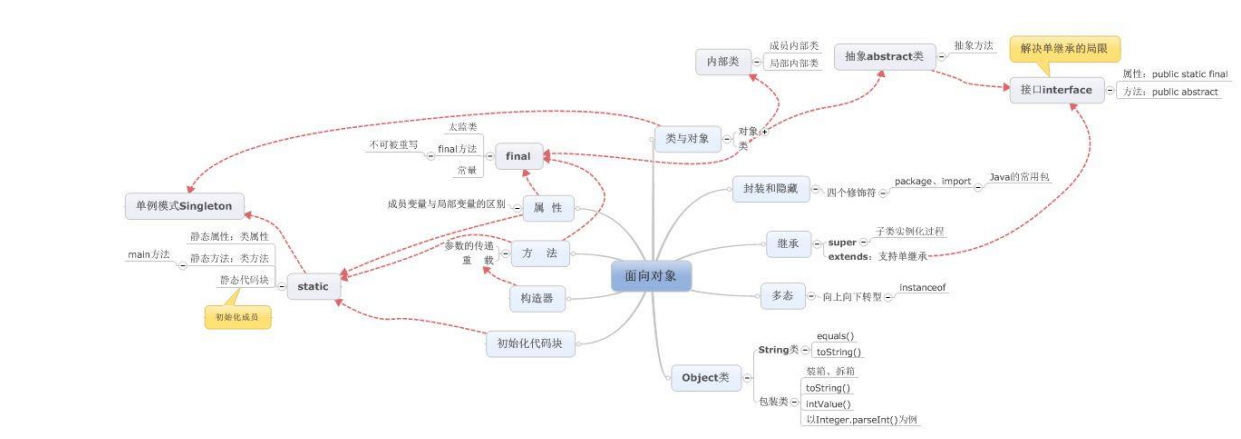 解决单继承的局限
成员内部类
内部类
局部内部类
抽象abstract类
抽象方法
接口interface
属性：public static final
方法：public abstract
类与对象
对象
类
太监类
不可被重写
final方法
常量
final
单例模式Singleton
成员变量与局部变量的区别
属 性
封装和隐藏
四个修饰符
package、import
Java的常用包
静态属性：类属性
main方法
静态方法：类方法
静态代码块
static
初始化成员
参数的传递
重 载
方 法
继承
super
子类实例化过程
extends：支持单继承
面向对象
构造器
多态
向上向下转型
instanceof
初始化代码块
Object类
String类
equals()
toString()
包装类
装箱、拆箱
toString()
intValue()
以Integer.parseInt()为例